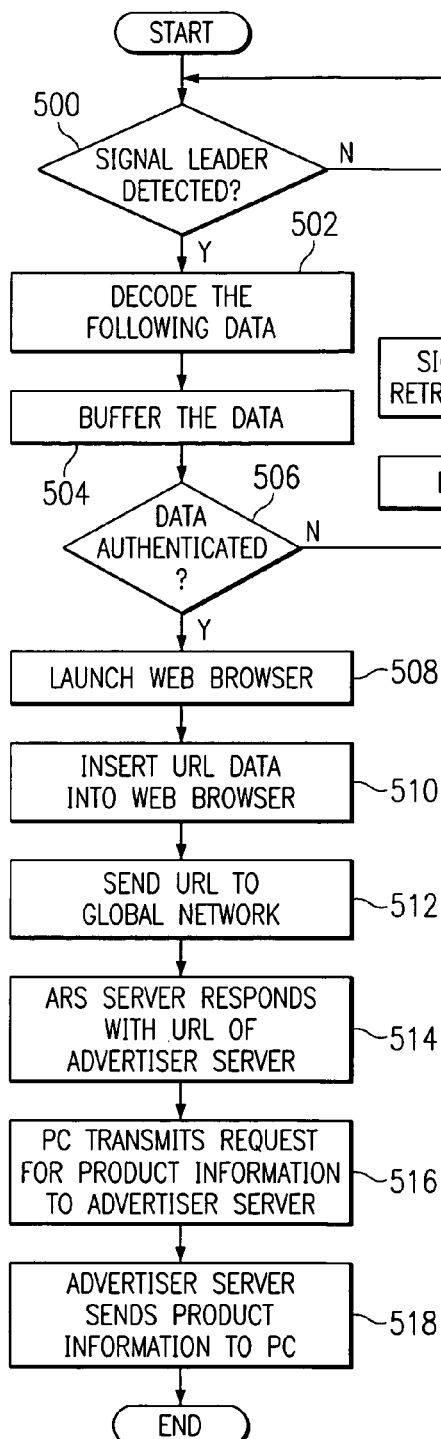 START
500
SIGNAL LEADER
DETECTED?
N
Y
502
DECODE THE
FOLLOWING DATA
BUFFER THE DATA
504
506
DATA
AUTHENTICATED
?
N
Y
LAUNCH WEB BROWSER
508
INSERT URL DATA
INTO WEB BROWSER
510
SEND URL TO
GLOBAL NETWORK
512
ARS SERVER RESPONDS
WITH URL OF
ADVERTISER SERVER
514
PC TRANSMITS REQUEST
FOR PRODUCT INFORMATION
TO ADVERTISER SERVER
516
ADVERTISER SERVER
SENDS PRODUCT
INFORMATION TO PC
518
END